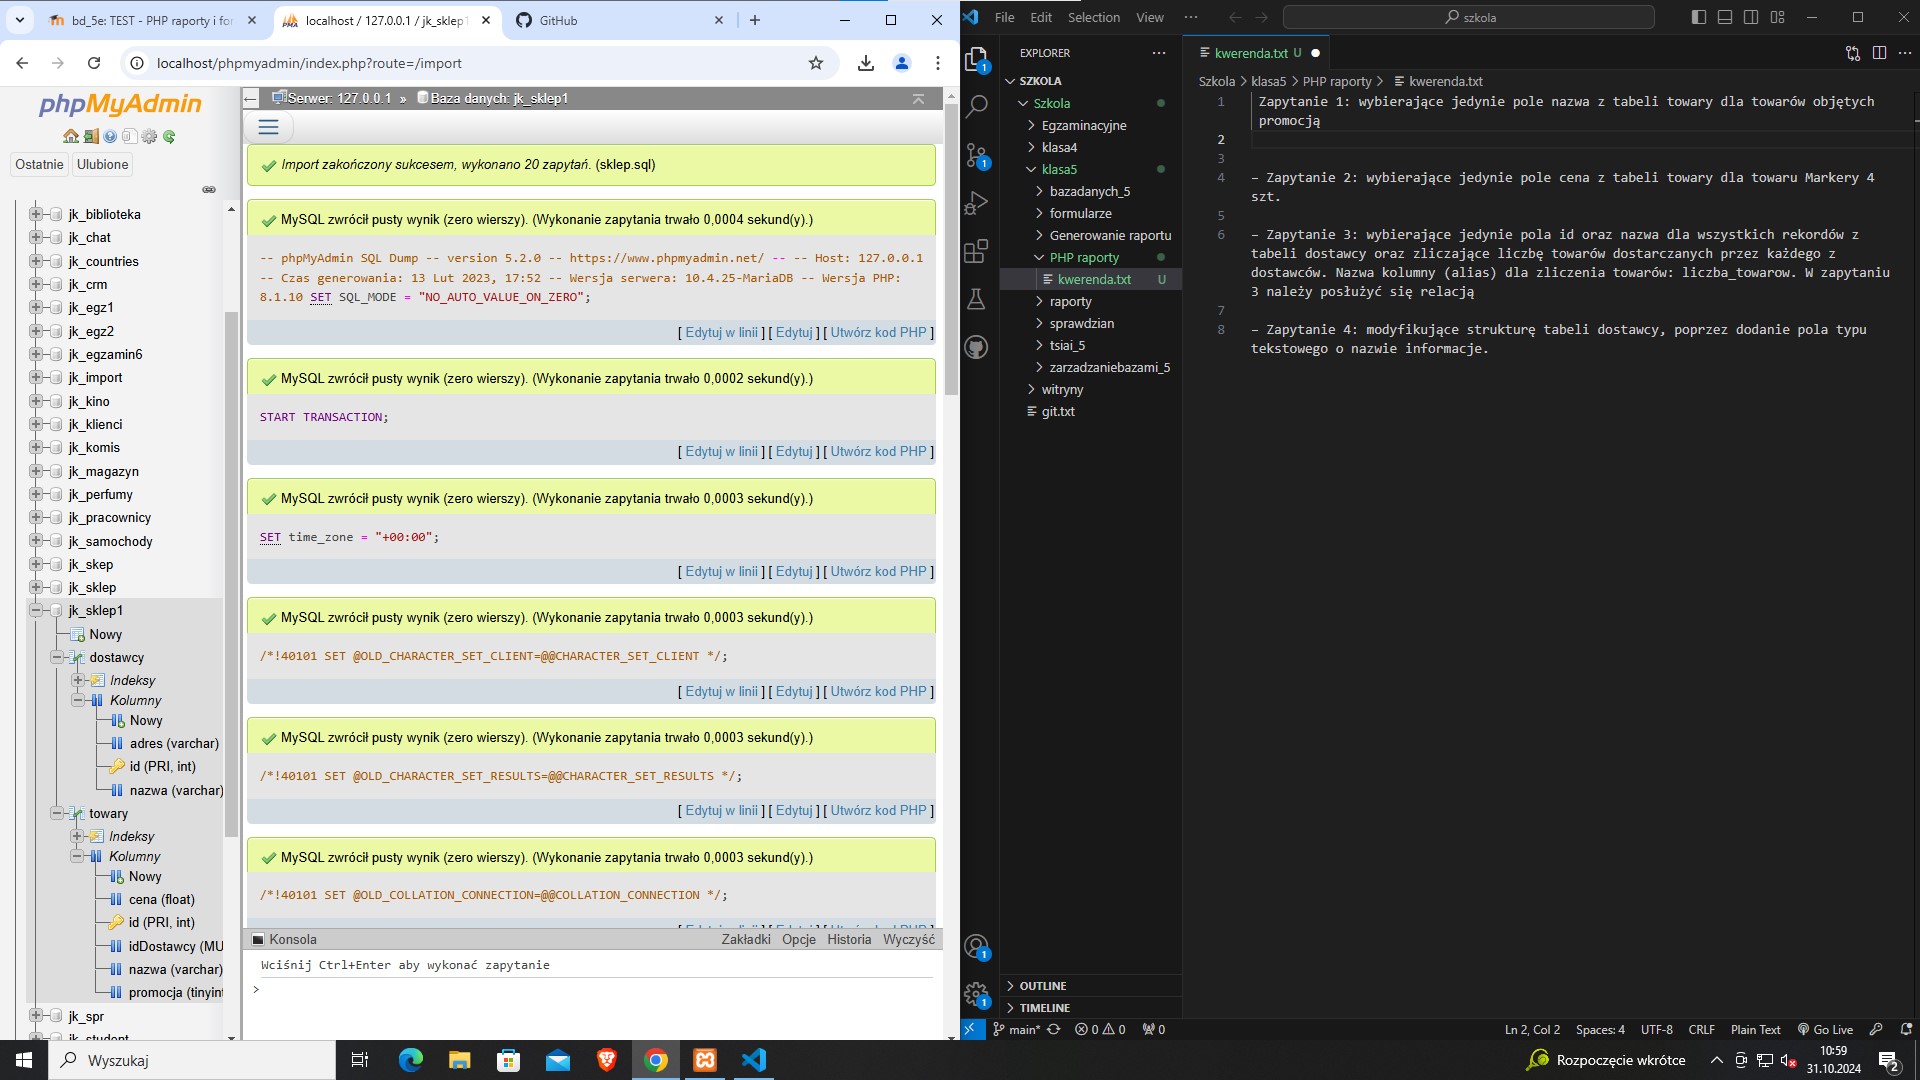 bd_5e: TEST - PHP raporty i for
localhost / 127.0.0.1 / jk_sklep1
GitHub
localhost/phpmyadmin/index.php?route=/import
phpMyAdmin
Ostatnie
Ulubione
jk_biblioteka
jk_chat
jk_countries
jk_crm
jk_egz1
jk_egz2
jk_egzamin6
jk_import
jk_kino
jk_klienci
jk_komis
jk_magazyn
jk_perfumy
jk_pracownicy
jk_samochody
jk_skep
jk_sklep
jk_sklep1
Nowy
dostawcy
Indeksy
Kolumny
Nowy
adres (varchar)
id (PRI, int)
nazwa (varchar)
towary
Indeksy
Kolumny
Nowy
cena (float)
id (PRI, int)
idDostawcy (MU
nazwa (varchar)
promocja (tinyint
jk_spr
jk_student
Serwer: 127.0.0.1 » Baza danych: jk_sklep1
Import zakończony sukcesem, wykonano 20 zapytań. (sklep.sql)
MySQL zwrócił pusty wynik (zero wierszy). (Wykonanie zapytania trwało 0,0004 sekund(y).)
-- phpMyAdmin SQL Dump -- version 5.2.0 -- https://www.phpmyadmin.net/ -- -- Host: 127.0.0.1
-- Czas generowania: 13 Lut 2023, 17:52 -- Wersja serwera: 10.4.25-MariaDB -- Wersja PHP:
8.1.10 SET SQL_MODE = "NO_AUTO_VALUE_ON_ZERO";
[ Edytuj w linii ] [ Edytuj ] [ Utwórz kod PHP ]
MySQL zwrócił pusty wynik (zero wierszy). (Wykonanie zapytania trwało 0,0002 sekund(y).)
START TRANSACTION;
[ Edytuj w linii ] [ Edytuj ] [ Utwórz kod PHP ]
MySQL zwrócił pusty wynik (zero wierszy). (Wykonanie zapytania trwało 0,0003 sekund(y).)
SET time_zone = "+00:00";
[ Edytuj w linii ] [ Edytuj ] [ Utwórz kod PHP ]
MySQL zwrócił pusty wynik (zero wierszy). (Wykonanie zapytania trwało 0,0003 sekund(y).)
/*!40101 SET @OLD_CHARACTER_SET_CLIENT=@@CHARACTER_SET_CLIENT */;
[ Edytuj w linii ] [ Edytuj ] [ Utwórz kod PHP ]
MySQL zwrócił pusty wynik (zero wierszy). (Wykonanie zapytania trwało 0,0003 sekund(y).)
/*!40101 SET @OLD_CHARACTER_SET_RESULTS=@@CHARACTER_SET_RESULTS */;
[ Edytuj w linii ] [ Edytuj ] [ Utwórz kod PHP ]
MySQL zwrócił pusty wynik (zero wierszy). (Wykonanie zapytania trwało 0,0003 sekund(y).)
/*!40101 SET @OLD_COLLATION_CONNECTION=@@COLLATION_CONNECTION */;
Konsola
Zakładki Opcje Historia Wyczyść
Wciśnij Ctrl+Enter aby wykonać zapytanie
>
File Edit Selection View ···
szkola
EXPLORER
SZKOLA
Szkola
Egzaminacyjne
klasa4
klasa5
bazadanych_5
formularze
Generowanie raportu
PHP raporty
kwerenda.txt U
raporty
sprawdzian
tsiai_5
zarzadzaniebazami_5
witryny
git.txt
OUTLINE
TIMELINE
1
1
1
1
kwerenda.txt U
Szkola > klasa5 > PHP raporty > kwerenda.txt
1 Zapytanie 1: wybierające jedynie pole nazwa z tabeli towary dla towarów objętych
promocją
2
3
4 – Zapytanie 2: wybierające jedynie pole cena z tabeli towary dla towaru Markery 4
szt.
5
6 – Zapytanie 3: wybierające jedynie pola id oraz nazwa dla wszystkich rekordów z
tabeli dostawcy oraz zliczające liczbę towarów dostarczanych przez każdego z
dostawców. Nazwa kolumny (alias) dla zliczenia towarów: liczba_towarow. W zapytaniu
3 należy posłużyć się relacją
7
8 – Zapytanie 4: modyfikujące strukturę tabeli dostawcy, poprzez dodanie pola typu
tekstowego o nazwie informacje.
main* 0 0 0
Ln 2, Col 2 Spaces: 4 UTF-8 CRLF Plain Text Go Live
Wyszukaj
Rozpoczęcie wkrótce
10:59
31.10.2024
2